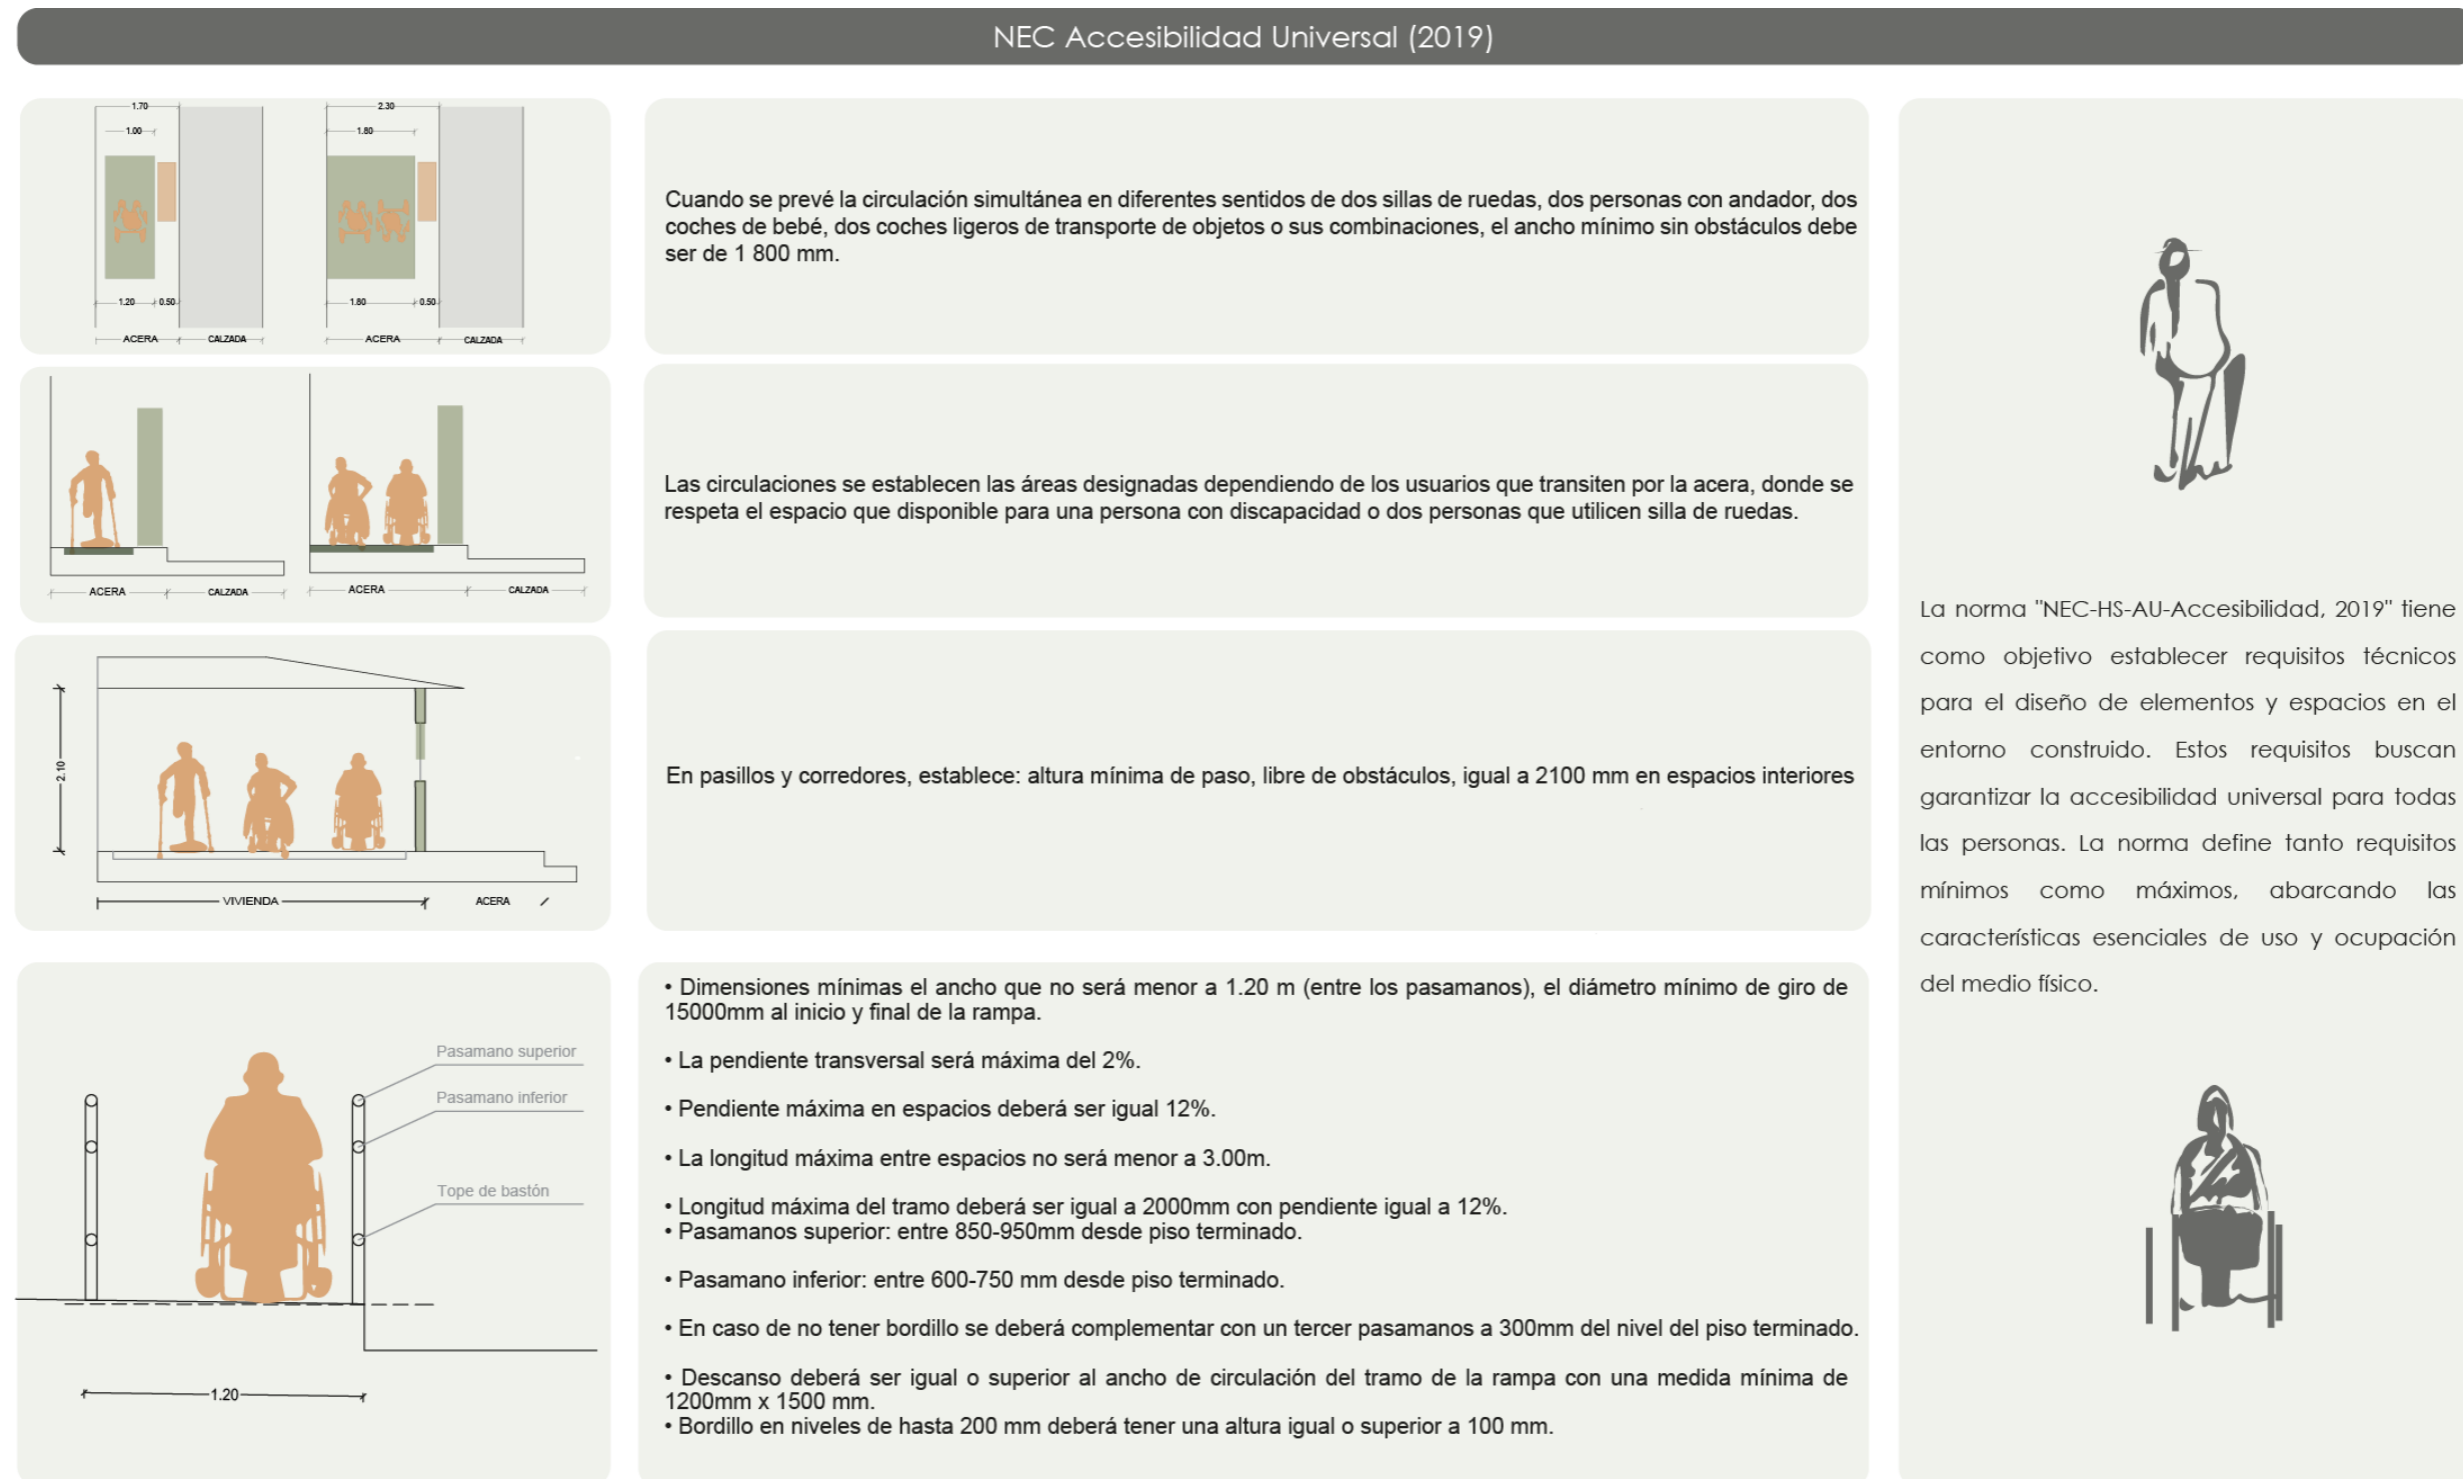 NEC Accesibilidad Universal (2019)
1.70
1.00
1.20
0.50
ACERA
CALZADA
2.30
1.80
1.80
0.50
ACERA
CALZADA
Cuando se prevé la circulación simultánea en diferentes sentidos de dos sillas de ruedas, dos personas con andador, dos
coches de bebé, dos coches ligeros de transporte de objetos o sus combinaciones, el ancho mínimo sin obstáculos debe
ser de 1 800 mm.
ACERA
CALZADA
ACERA
CALZADA
Las circulaciones se establecen las áreas designadas dependiendo de los usuarios que transiten por la acera, donde se
respeta el espacio que disponible para una persona con discapacidad o dos personas que utilicen silla de ruedas.
2.10
VIVIENDA
ACERA
En pasillos y corredores, establece: altura mínima de paso, libre de obstáculos, igual a 2100 mm en espacios interiores
Pasamano superior
Pasamano inferior
Tope de bastón
1.20
• Dimensiones mínimas el ancho que no será menor a 1.20 m (entre los pasamanos), el diámetro mínimo de giro de
15000mm al inicio y final de la rampa.
• La pendiente transversal será máxima del 2%.
• Pendiente máxima en espacios deberá ser igual 12%.
• La longitud máxima entre espacios no será menor a 3.00m.
• Longitud máxima del tramo deberá ser igual a 2000mm con pendiente igual a 12%.
• Pasamanos superior: entre 850-950mm desde piso terminado.
• Pasamano inferior: entre 600-750 mm desde piso terminado.
• En caso de no tener bordillo se deberá complementar con un tercer pasamanos a 300mm del nivel del piso terminado.
• Descanso deberá ser igual o superior al ancho de circulación del tramo de la rampa con una medida mínima de
1200mm x 1500 mm.
• Bordillo en niveles de hasta 200 mm deberá tener una altura igual o superior a 100 mm.
La norma "NEC-HS-AU-Accesibilidad, 2019" tiene
como objetivo establecer requisitos técnicos
para el diseño de elementos y espacios en el
entorno construido. Estos requisitos buscan
garantizar la accesibilidad universal para todas
las personas. La norma define tanto requisitos
mínimos como máximos, abarcando las
características esenciales de uso y ocupación
del medio físico.